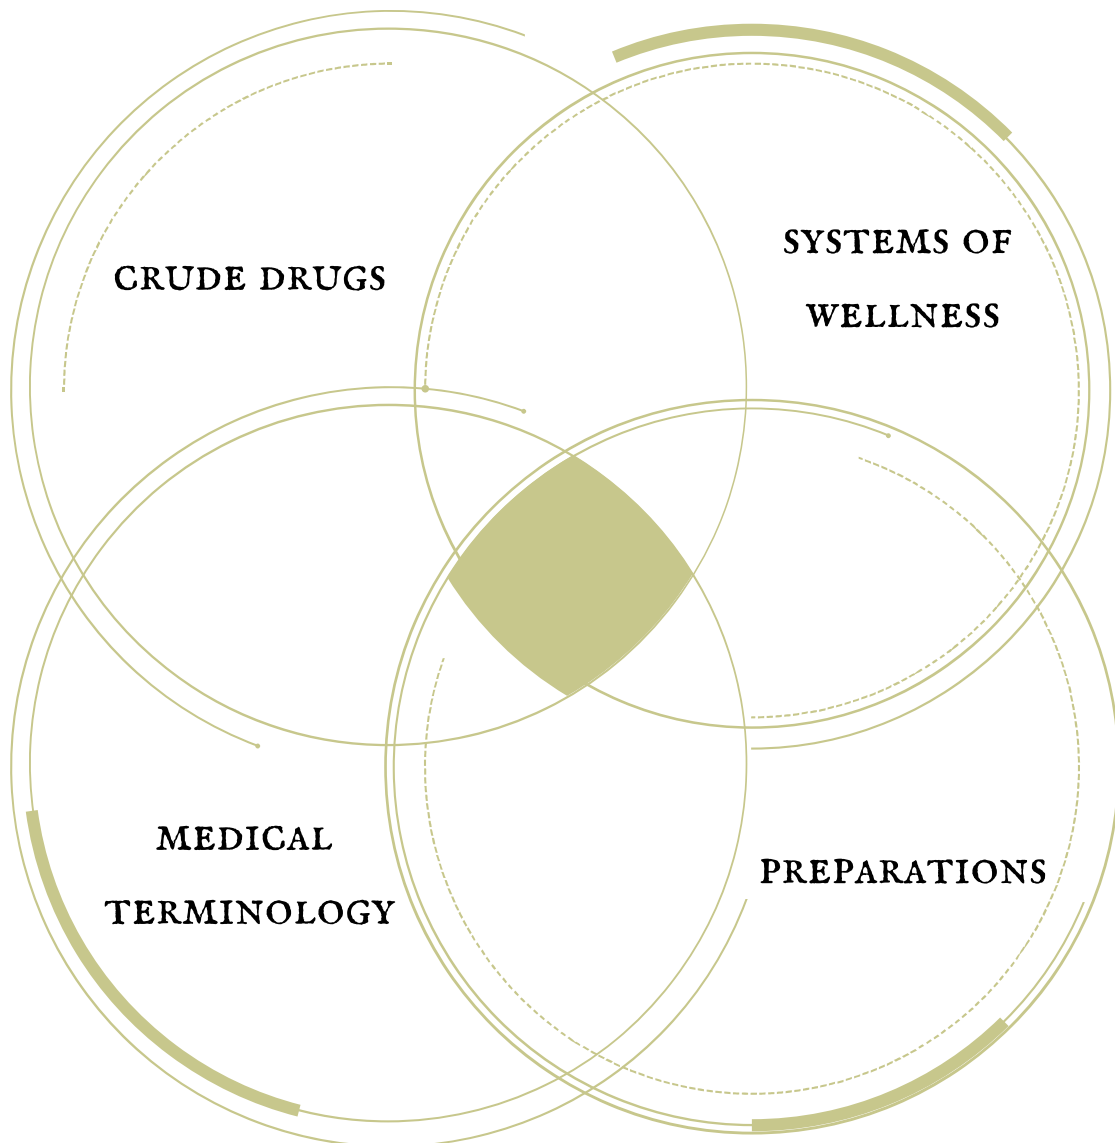 CRUDE DRUGS
SYSTEMS OF
WELLNESS
MEDICAL
TERMINOLOGY
PREPARATIONS